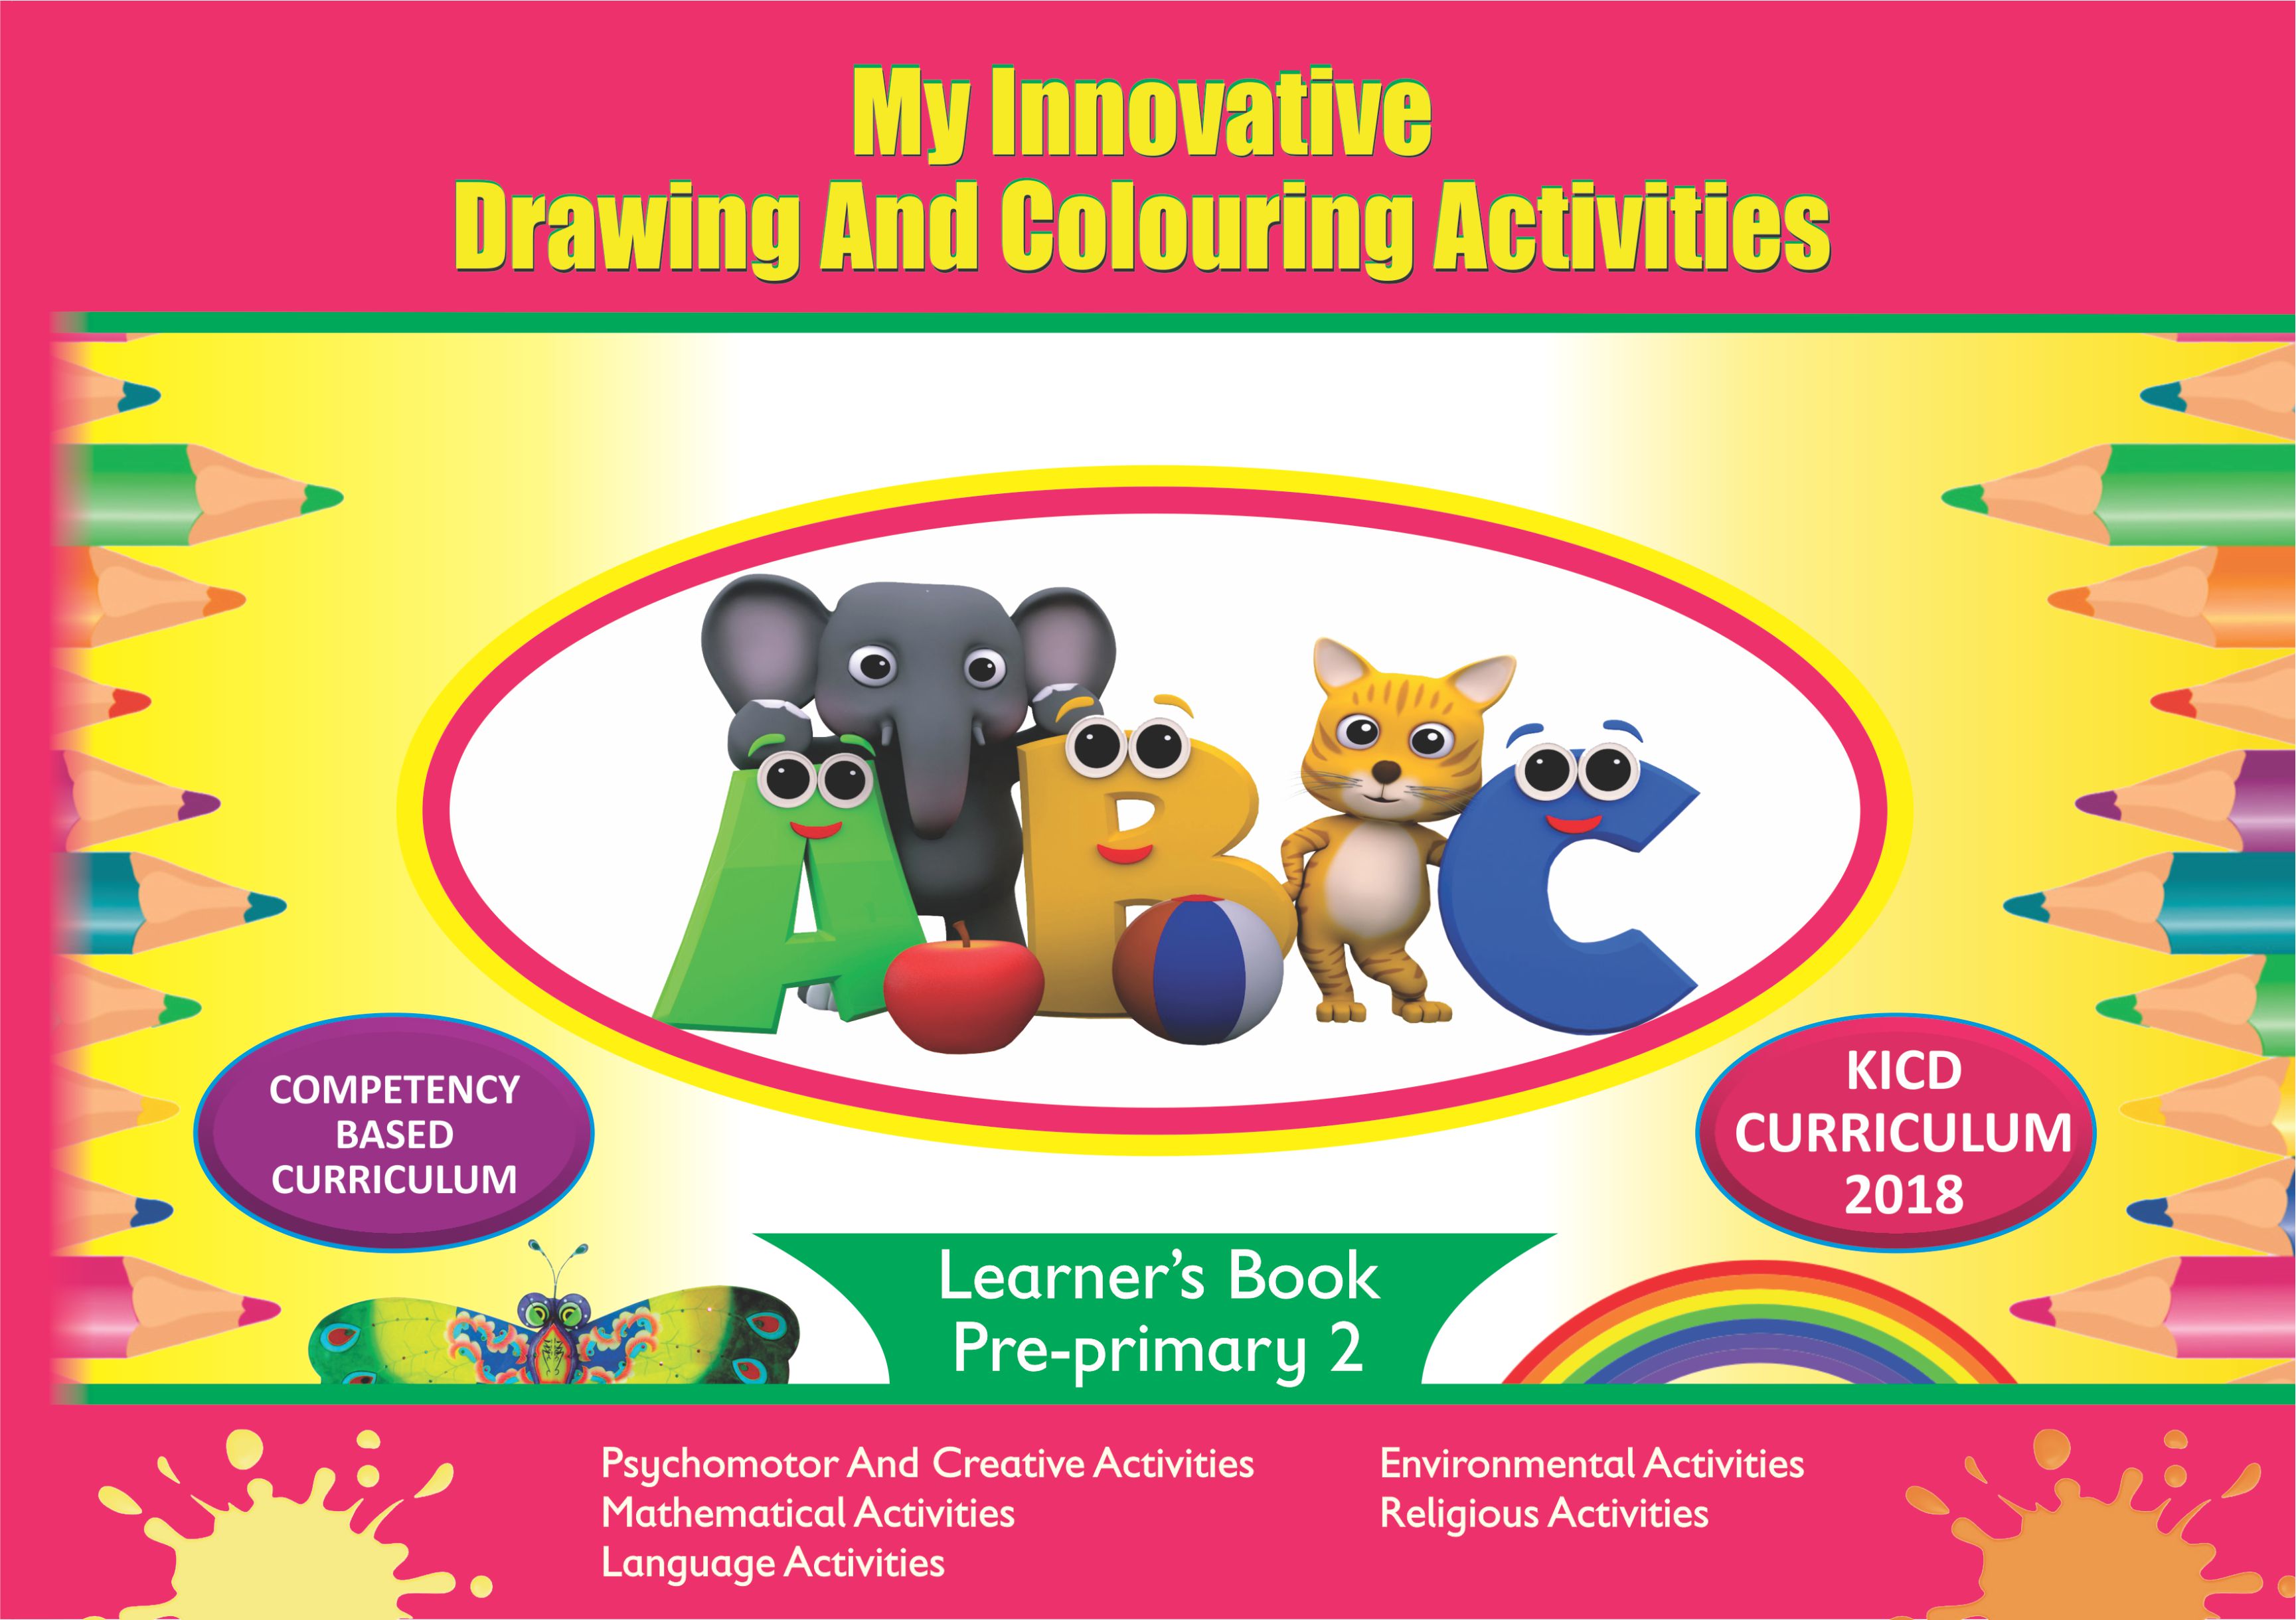 My Innovative
Drawing And Colouring Activities
ABC
COMPETENCY
BASED
CURRICULUM
KICD
CURRICULUM
2018
Learner's Book
Pre-primary 2
Psychomotor And Creative Activities
Mathematical Activities
Language Activities
Environmental Activities
Religious Activities